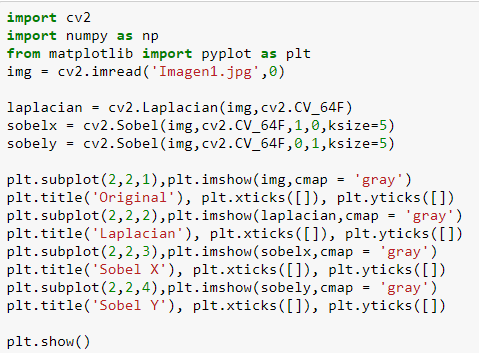 import cv2
import numpy as np
from matplotlib import pyplot as plt
img = cv2.imread('Imagen1.jpg',0)
laplacian = cv2.Laplacian(img,cv2.CV_64F)
sobelx = cv2.Sobel(img,cv2.CV_64F,1,0,ksize=5)
sobely = cv2.Sobel(img,cv2.CV_64F,0,1,ksize=5)
plt.subplot(2,2,1),plt.imshow(img,cmap = 'gray')
plt.title('Original'), plt.xticks([]), plt.yticks([])
plt.subplot(2,2,2),plt.imshow(laplacian,cmap = 'gray')
plt.title('Laplacian'), plt.xticks([]), plt.yticks([])
plt.subplot(2,2,3),plt.imshow(sobelx,cmap = 'gray')
plt.title('Sobel X'), plt.xticks([]), plt.yticks([])
plt.subplot(2,2,4),plt.imshow(sobely,cmap = 'gray')
plt.title('Sobel Y'), plt.xticks([]), plt.yticks([])
plt.show()